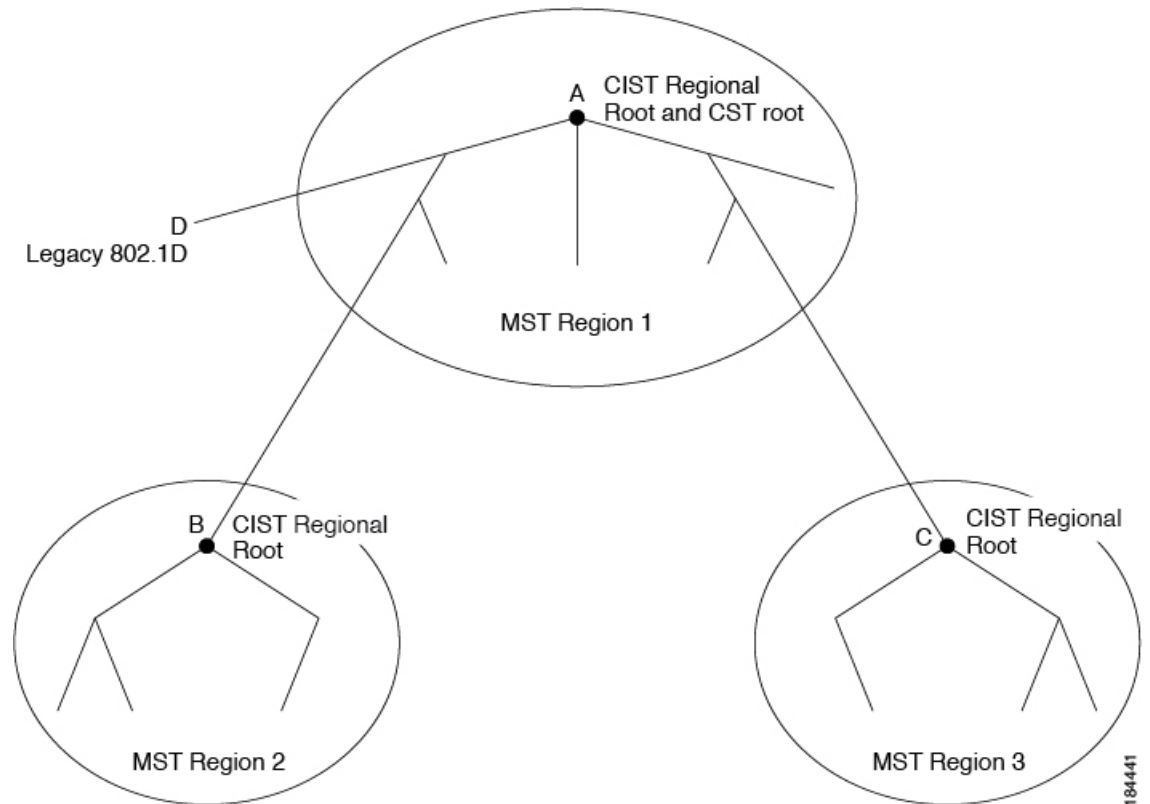 A
CIST Regional
Root and CST root
D
Legacy 802.1D
MST Region 1
B
CIST Regional
Root
C
CIST Regional
Root
MST Region 2
MST Region 3
184441